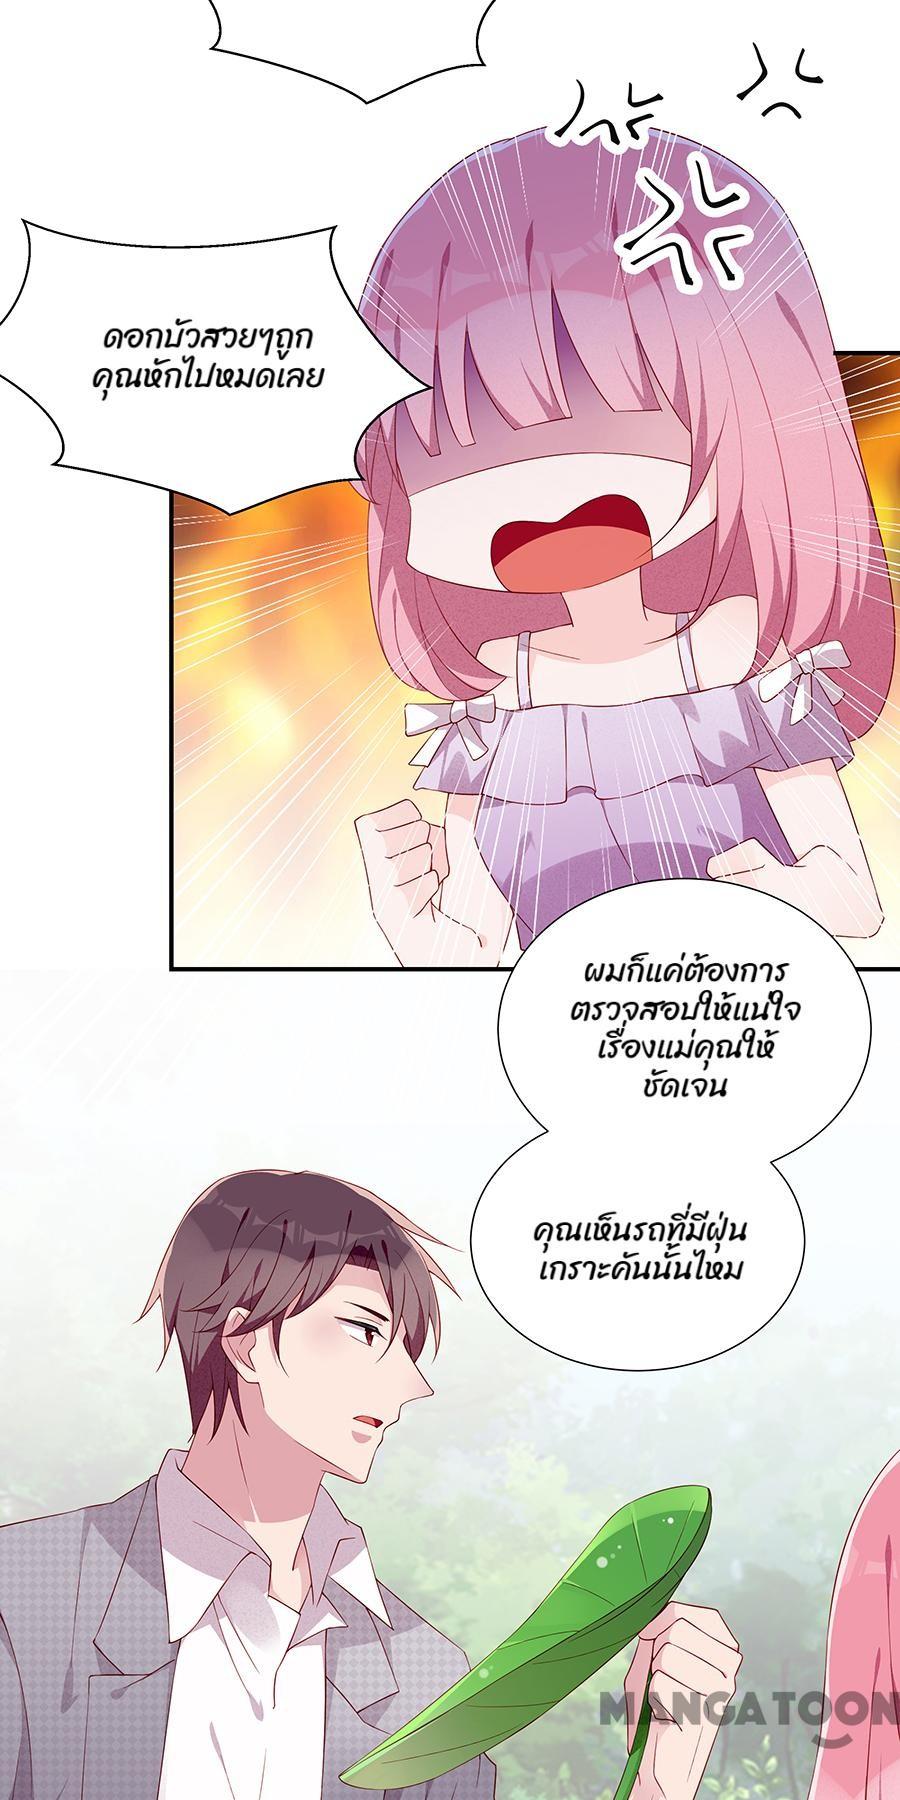 ดอกบัวสวยๆถูก
คุณหักไปหมดเลย
ผมก็แค่ต้องการ
ตรวจสอบให้แน่ใจ
เรื่องแม่คุณให้
ชัดเจน
คุณเห็นรถที่มีฝุ่น
เกราะคันนั้นไหม
MANGATOON